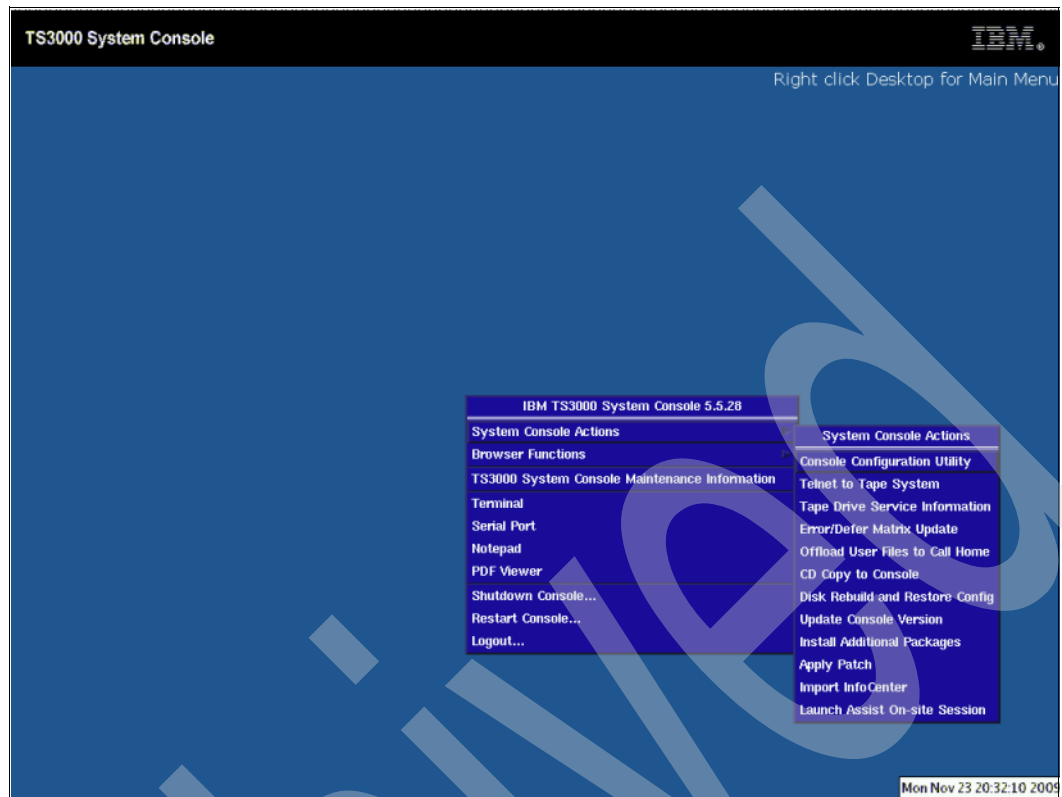 TS3000 System Console
IBM®
Right click Desktop for Main Menu
IBM TS3000 System Console 5.5.28
System Console Actions
Browser Functions
TS3000 System Console Maintenance Information
Terminal
Serial Port
Notepad
PDF Viewer
Shutdown Console...
Restart Console...
Logout...
System Console Actions
Console Configuration Utility
Telnet to Tape System
Tape Drive Service Information
Error/Defer Matrix Update
Offload User Files to Call Home
CD Copy to Console
Disk Rebuild and Restore Config
Update Console Version
Install Additional Packages
Apply Patch
Import InfoCenter
Launch Assist On-site Session
Mon Nov 23 20:32:10 2009